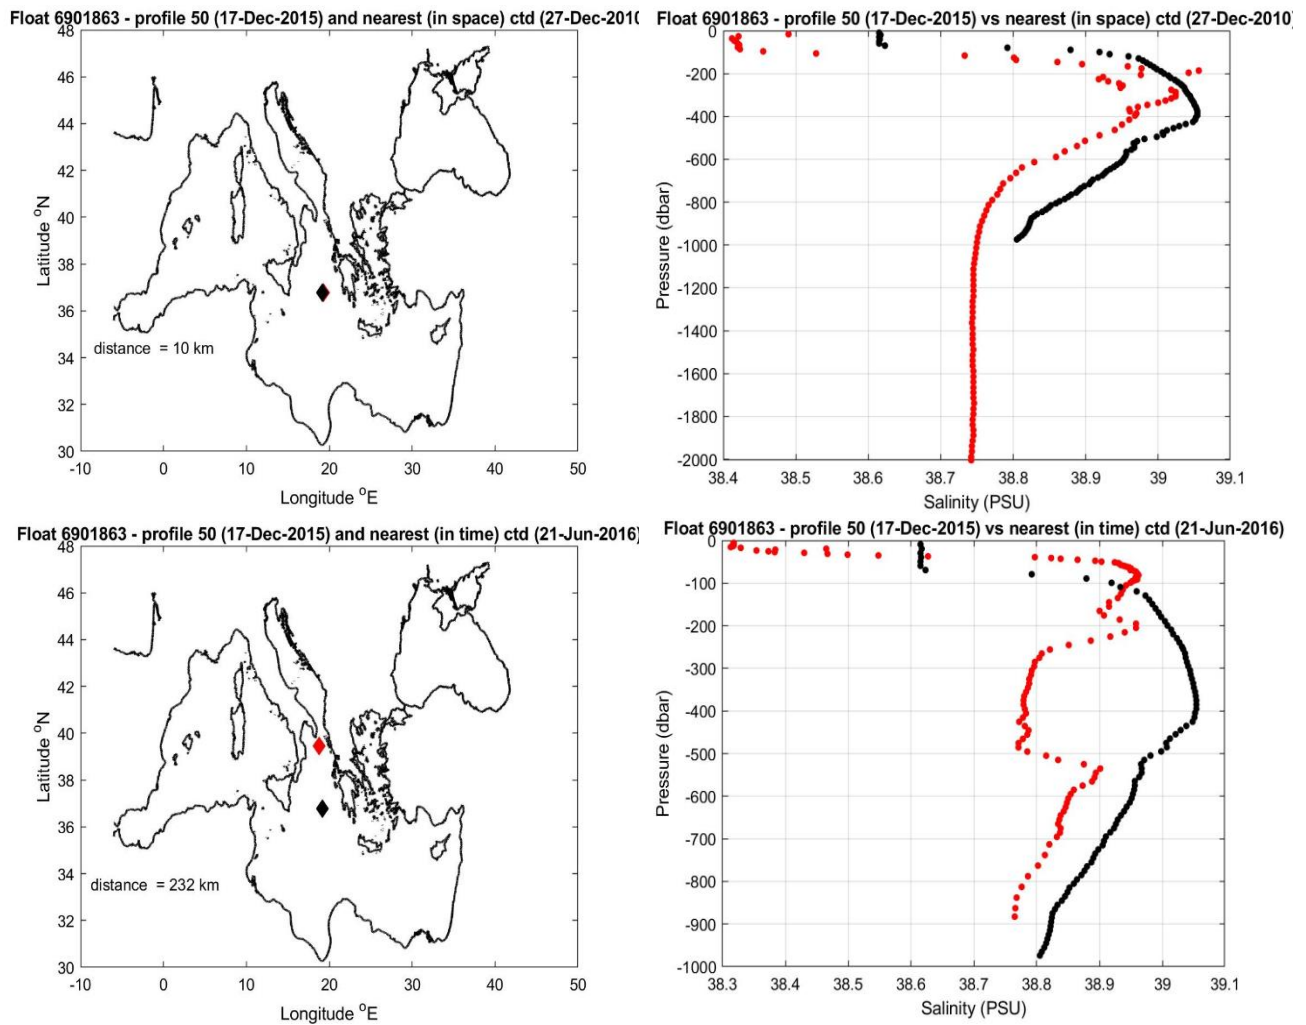 Float 6901863 - profile 50 (17-Dec-2015) and nearest (in space) ctd (27-Dec-2010
48
46
44
42
40
38
36
34
32
30
Latitude °N
distance = 10 km
-10 0 10 20 30 40 50
Longitude °E
Float 6901863 - profile 50 (17-Dec-2015) vs nearest (in space) ctd (27-Dec-2010)
0
-200
-400
-600
-800
-1000
-1200
-1400
-1600
-1800
-2000
Pressure (dbar)
38.4 38.5 38.6 38.7 38.8 38.9 39 39.1
Salinity (PSU)
Float 6901863 - profile 50 (17-Dec-2015) and nearest (in time) ctd (21-Jun-2016)
48
46
44
42
40
38
36
34
32
30
Latitude °N
distance = 232 km
-10 0 10 20 30 40 50
Longitude °E
Float 6901863 - profile 50 (17-Dec-2015) vs nearest (in time) ctd (21-Jun-2016)
0
-100
-200
-300
-400
-500
-600
-700
-800
-900
-1000
Pressure (dbar)
38.3 38.4 38.5 38.6 38.7 38.8 38.9 39 39.1
Salinity (PSU)